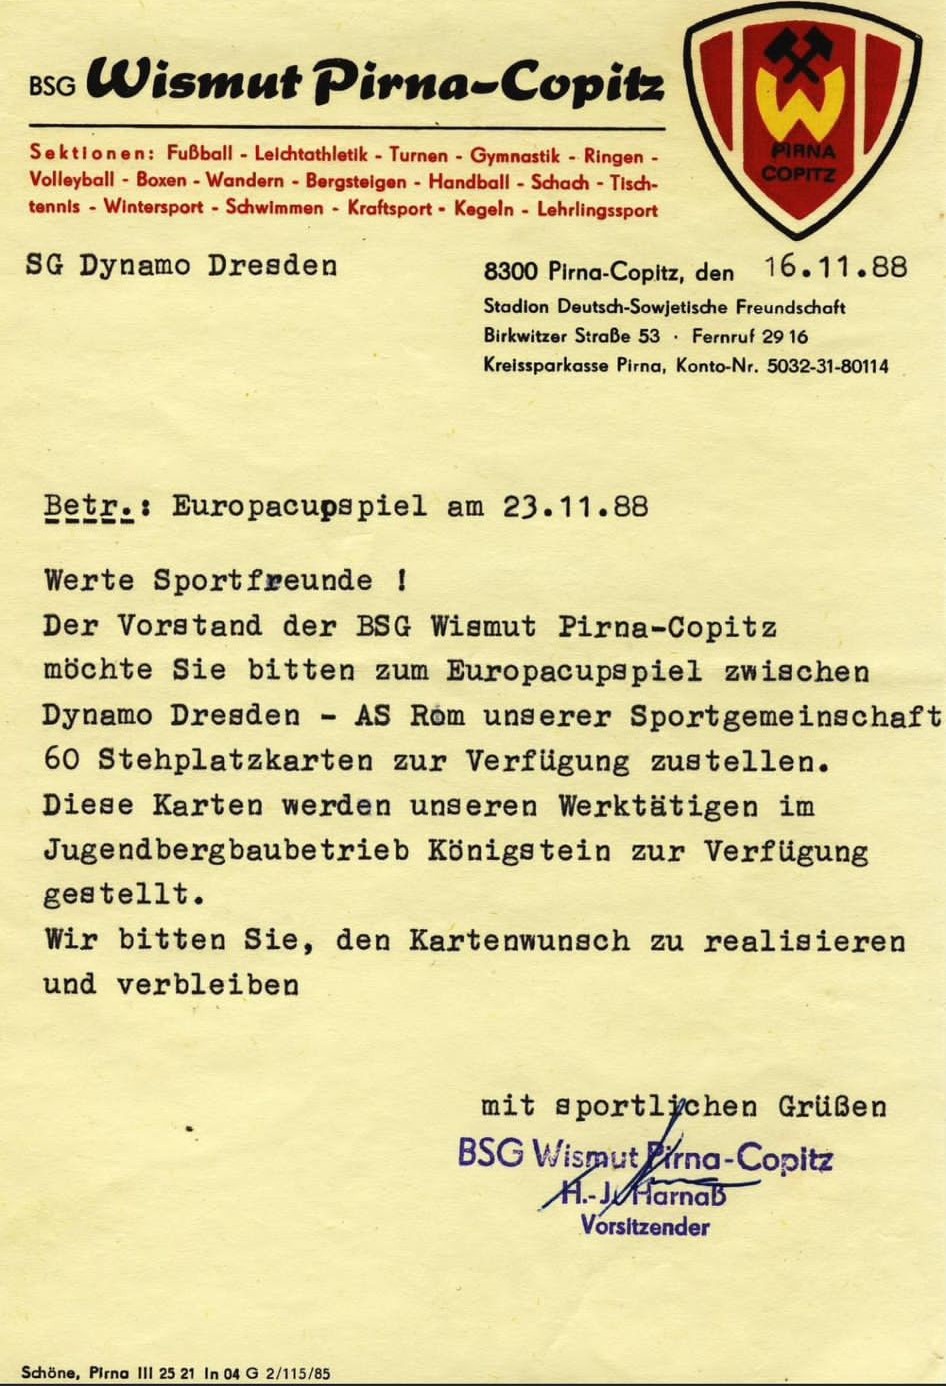 BSG Wismut Pirna-Copitz
Sektionen: Fußball - Leichtathletik - Turnen - Gymnastik - Ringen -
Volleyball - Boxen - Wandern - Bergsteigen - Handball - Schach - Tisch-
tennis - Wintersport - Schwimmen - Kraftsport - Kegeln - Lehrlingssport
W
PIRNA
COPITZ
SG Dynamo Dresden
8300 Pirna-Copitz, den 16.11.88
Stadion Deutsch-Sowjetische Freundschaft
Birkwitzer Straße 53 · Fernruf 29 16
Kreissparkasse Pirna, Konto-Nr. 5032-31-80114
Betr.: Europacupspiel am 23.11.88
Werte Sportfreunde !
Der Vorstand der BSG Wismut Pirna-Copitz
möchte Sie bitten zum Europacupspiel zwischen
Dynamo Dresden - AS Rom unserer Sportgemeinschaft
60 Stehplatzkarten zur Verfügung zustellen.
Diese Karten werden unseren Werktätigen im
Jugendbergbaubetrieb Königstein zur Verfügung
gestellt.
Wir bitten Sie, den Kartenwunsch zu realisieren
und verbleiben
mit sportlichen Grüßen
BSG Wismut Pirna-Copitz
H.-J. Harnaß
Vorsitzender
Schöne, Pirna III 25 21 In 04 G 2/115/85